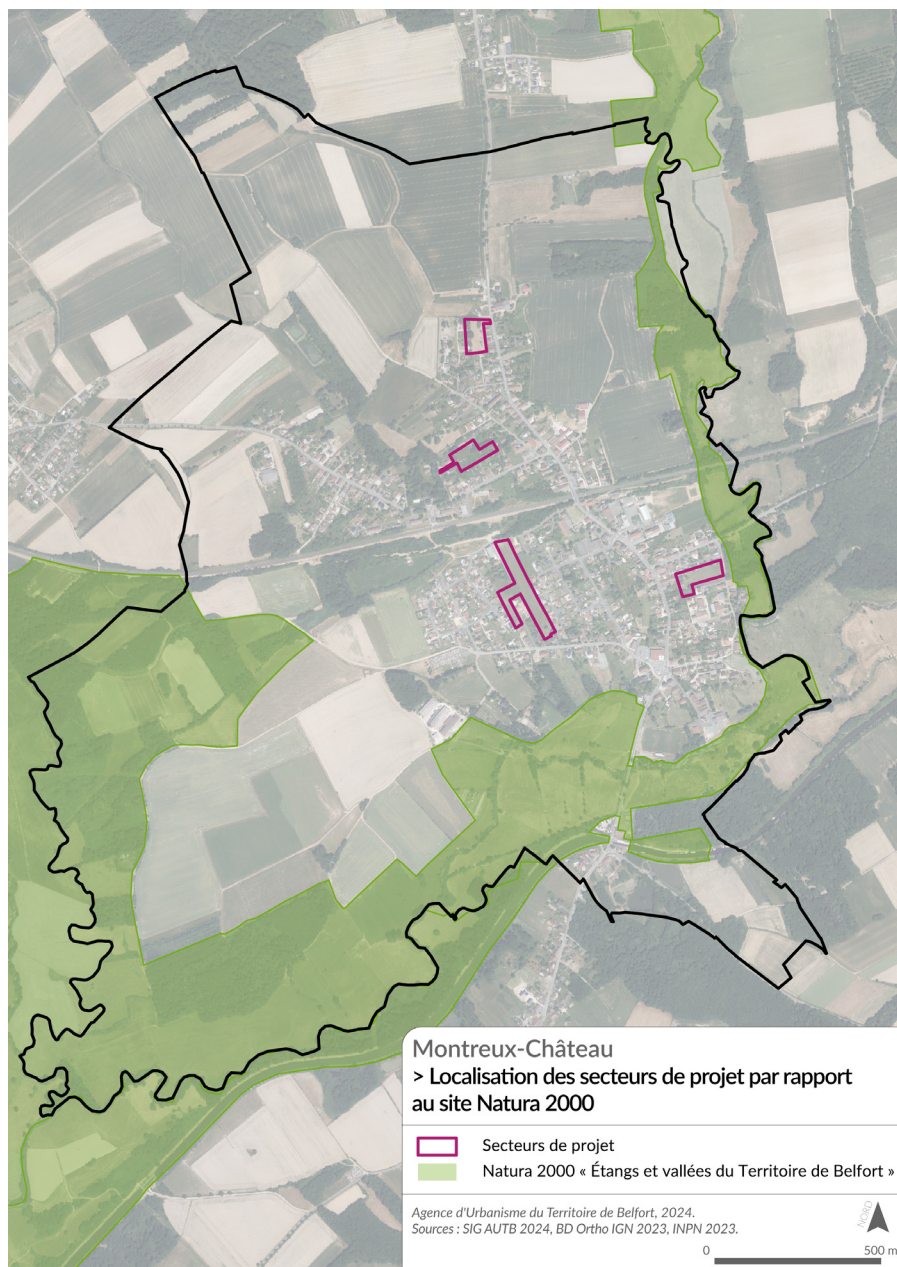 Montreux-Château
> Localisation des secteurs de projet par rapport
au site Natura 2000
Secteurs de projet
Natura 2000 « Étangs et vallées du Territoire de Belfort »
Agence d'Urbanisme du Territoire de Belfort, 2024.
Sources : SIG AUTB 2024, BD Ortho IGN 2023, INPN 2023.
NORD
0 500 m